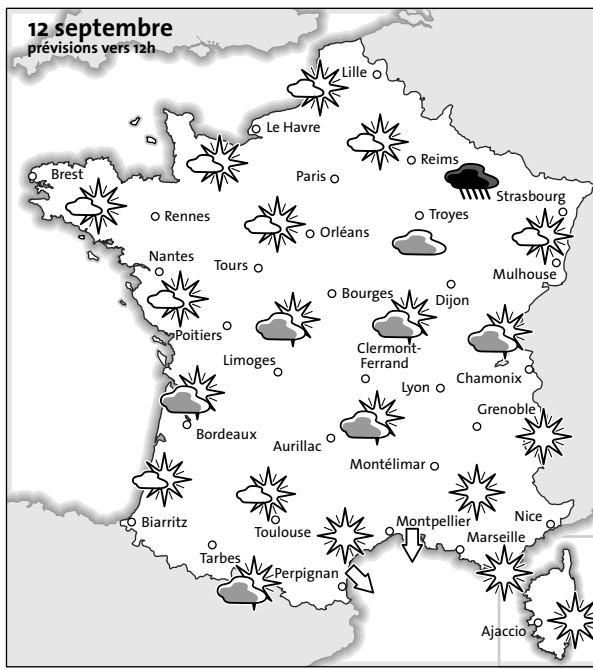 12 septembre
prévisions vers 12h
Lille
Le Havre
Reims
Brest
Paris
Strasbourg
Rennes
Troyes
Orléans
Nantes
Tours
Mulhouse
Bourges
Dijon
Poitiers
Limoges
Clermont-
Ferrand
Chamonix
Lyon
Grenoble
Bordeaux
Aurillac
Montélimar
Biarritz
Toulouse
Montpellier
Nice
Marseille
Tarbes
Perpignan
Ajaccio